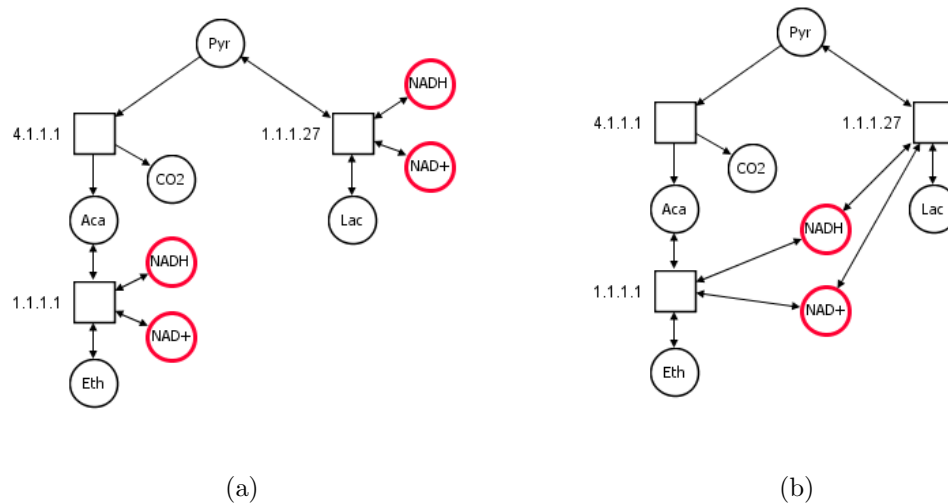 Pyr
NADH
4.1.1.1
1.1.1.27
NAD+
CO2
Aca
Lac
NADH
1.1.1.1
NAD+
Eth
(a)
Pyr
4.1.1.1
1.1.1.27
CO2
Aca
Lac
NADH
1.1.1.1
NAD+
Eth
(b)